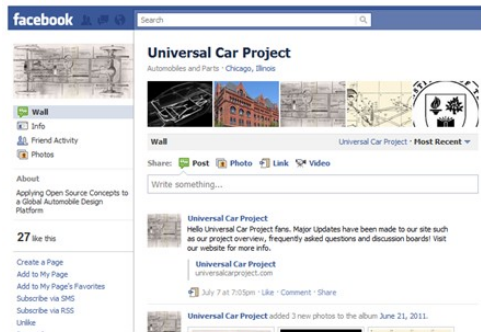 facebook
Search
Universal Car Project
Automobiles and Parts · Chicago, Illinois
Wall
Info
Friend Activity
Photos
About
Applying Open Source Concepts to
a Global Automobile Design
Platform
27 like this
Create a Page
Add to My Page
Add to My Page's Favorites
Subscribe via SMS
Subscribe via RSS
Unlike
Wall
Universal Car Project · Most Recent
Share: Post Photo Link Video
Write something...
Universal Car Project
Hello Universal Car Project fans. Major Updates have been made to our site such
as our project overview, frequently asked questions and discussion boards! Visit
our website for more info.
Universal Car Project
universalcarproject.com
July 7 at 7:05pm · Like · Comment · Share
Universal Car Project added 3 new photos to the album June 21, 2011.